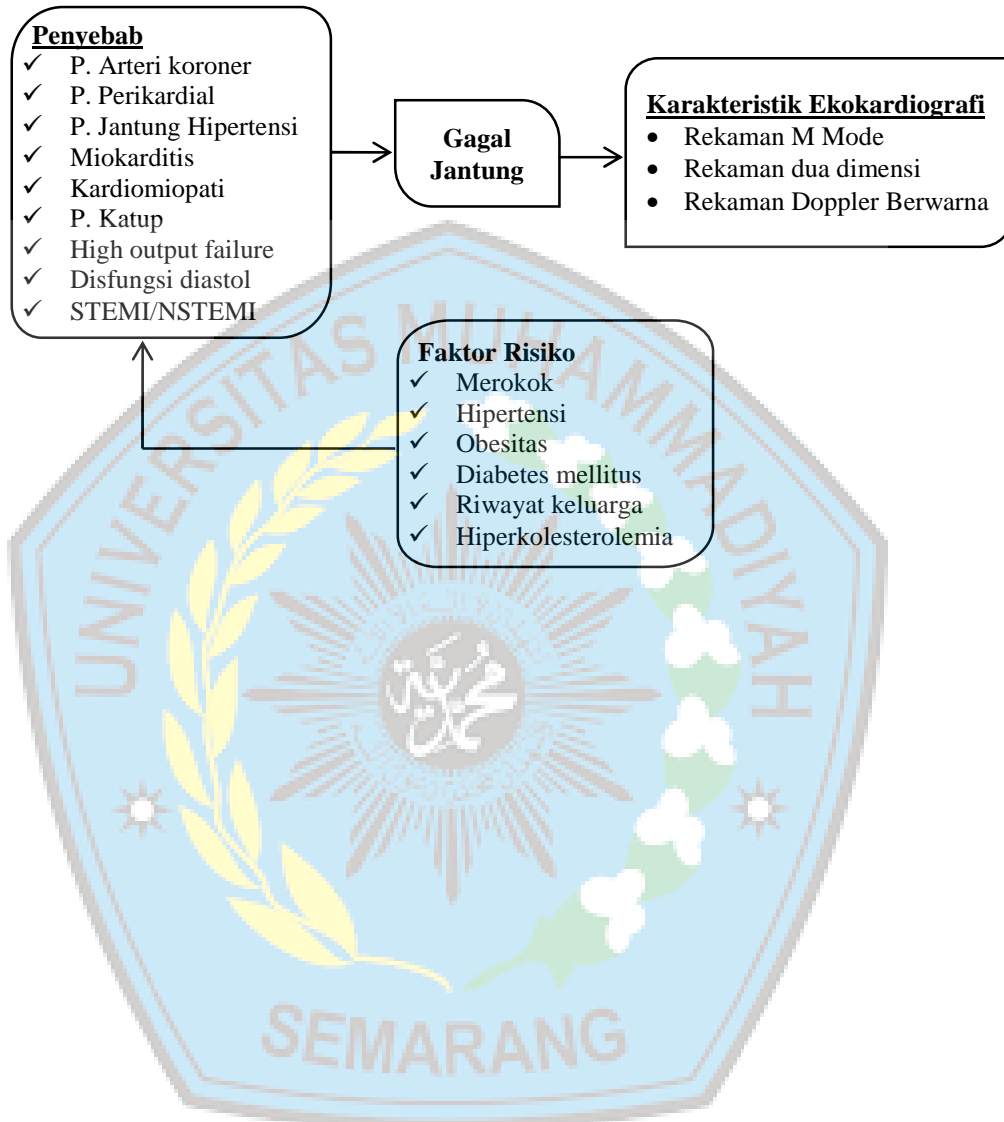 Penyebab
✓ P. Arteri koroner
✓ P. Perikardial
✓ P. Jantung Hipertensi
✓ Miokarditis
✓ Kardiomiopati
✓ P. Katup
✓ High output failure
✓ Disfungsi diastol
✓ STEMI/NSTEMI
Gagal
Jantung
Karakteristik Ekokardiografi
• Rekaman M Mode
• Rekaman dua dimensi
• Rekaman Doppler Berwarna
Faktor Risiko
✓ Merokok
✓ Hipertensi
✓ Obesitas
✓ Diabetes mellitus
✓ Riwayat keluarga
✓ Hiperkolesterolemia
UNIVERSITAS MUHAMMADIYAH
SEMARANG